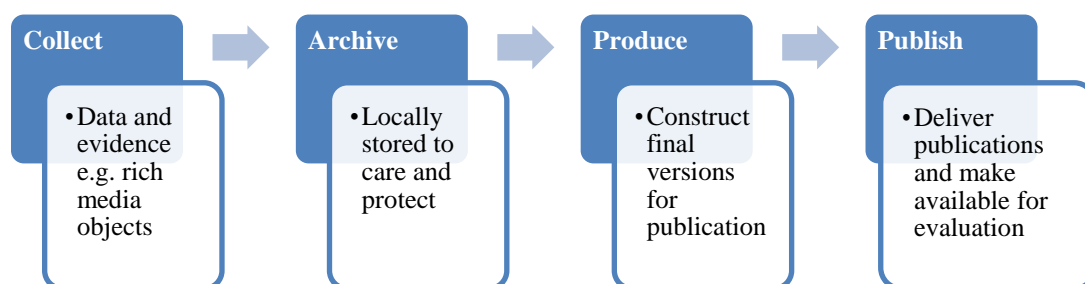 Collect
• Data and
evidence
e.g. rich
media
objects
Archive
• Locally
stored to
care and
protect
Produce
• Construct
final
versions
for
publication
Publish
• Deliver
publications
and make
available for
evaluation